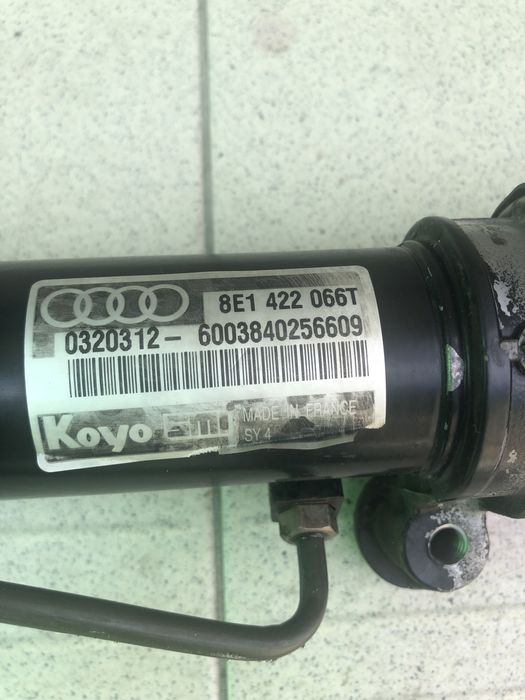 8E1 422 066T
0320312- 6003840256609
Koyo
MADE IN FRANCE
SY 4